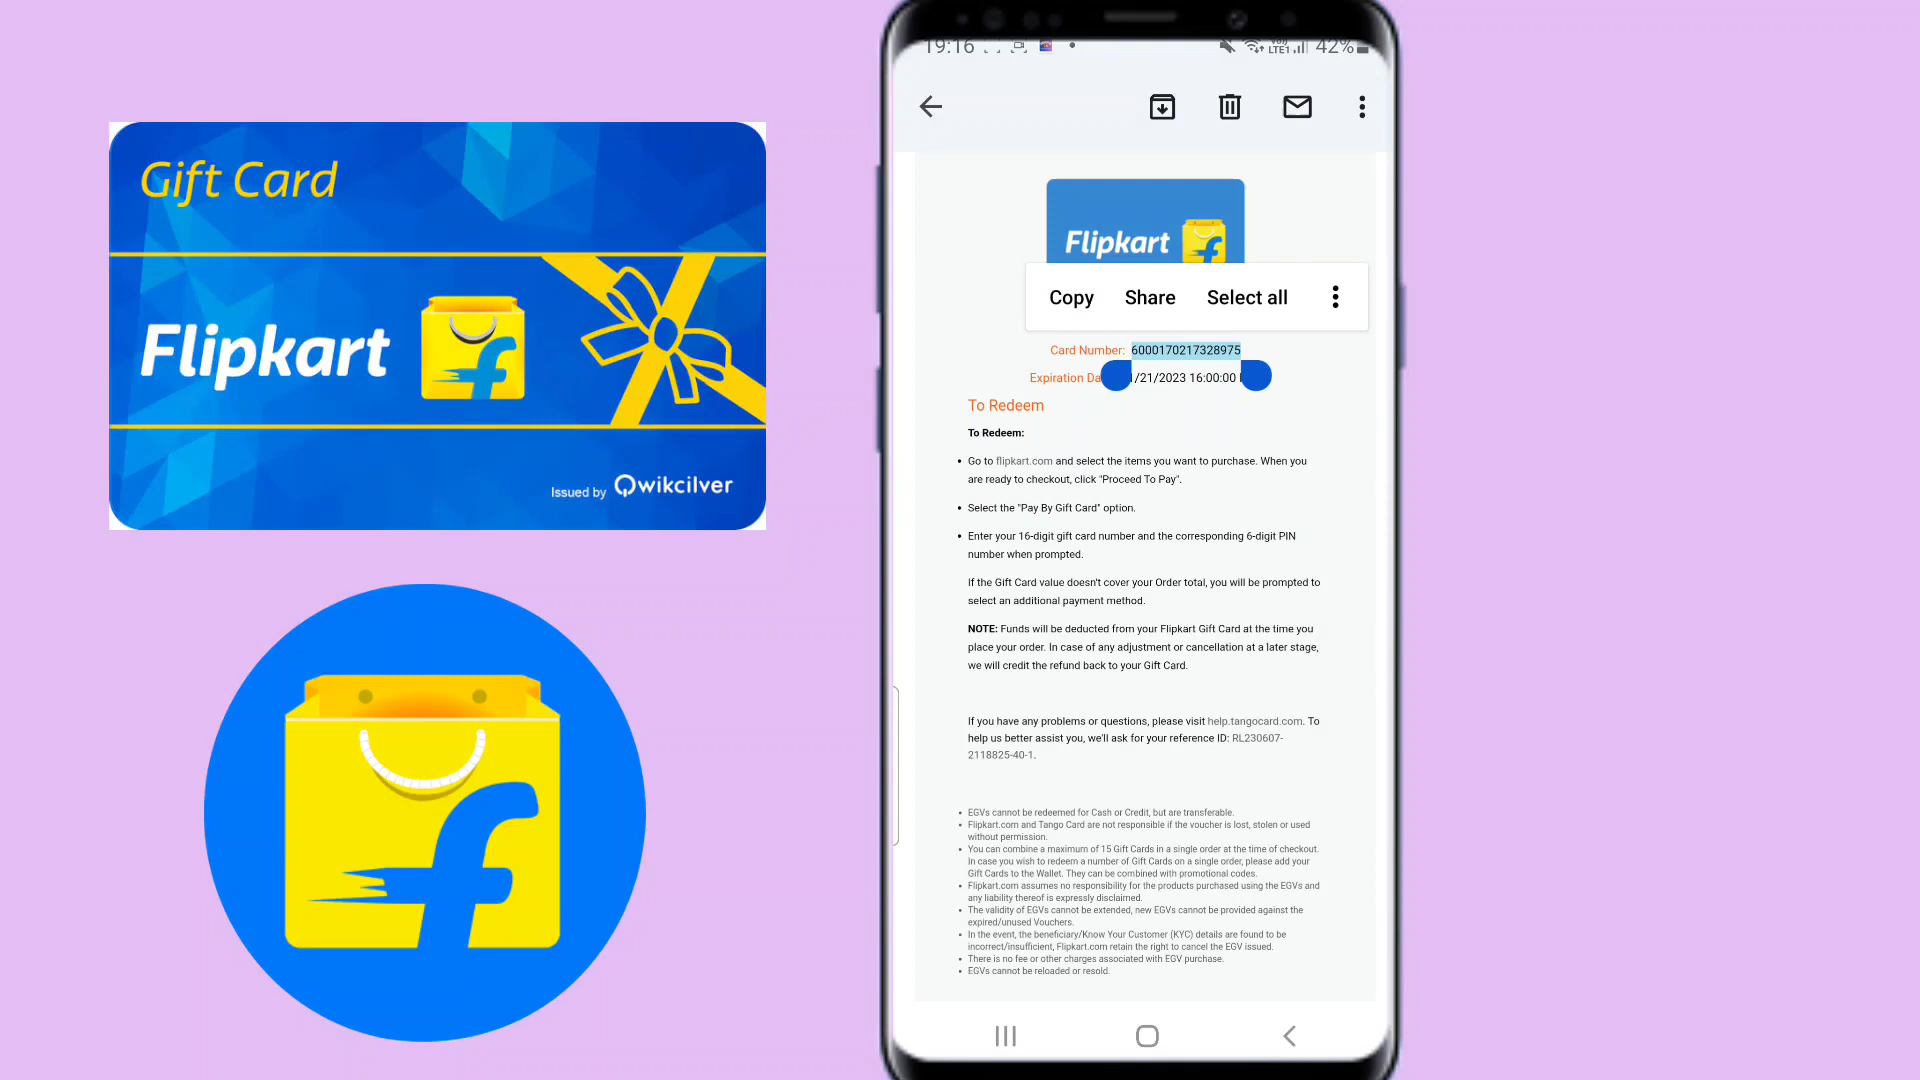 Gift Card
Flipkart
Issued by Qwikcilver
19:16
LTE1 42%
Flipkart
Copy Share Select all
Card Number: 6000170217328975
Expiration Da /21/2023 16:00:00
To Redeem
To Redeem:
• Go to flipkart.com and select the items you want to purchase. When you
are ready to checkout, click "Proceed To Pay".
• Select the "Pay By Gift Card" option.
• Enter your 16-digit gift card number and the corresponding 6-digit PIN
number when prompted.
If the Gift Card value doesn't cover your Order total, you will be prompted to
select an additional payment method.
NOTE: Funds will be deducted from your Flipkart Gift Card at the time you
place your order. In case of any adjustment or cancellation at a later stage,
we will credit the refund back to your Gift Card.
If you have any problems or questions, please visit help.tangocard.com. To
help us better assist you, we'll ask for your reference ID: RL230607-
2118825-40-1.
• EGVs cannot be redeemed for Cash or Credit, but are transferable.
• Flipkart.com and Tango Card are not responsible if the voucher is lost, stolen or used
without permission.
• You can combine a maximum of 15 Gift Cards in a single order at the time of checkout.
In case you wish to redeem a number of Gift Cards on a single order, please add your
Gift Cards to the Wallet. They can be combined with promotional codes.
• Flipkart.com assumes no responsibility for the products purchased using the EGVs and
any liability thereof is expressly disclaimed.
• The validity of EGVs cannot be extended, new EGVs cannot be provided against the
expired/unused Vouchers.
• In the event, the beneficiary/Know Your Customer (KYC) details are found to be
incorrect/insufficient, Flipkart.com retain the right to cancel the EGV issued.
• There is no fee or other charges associated with EGV purchase.
• EGVs cannot be reloaded or resold.